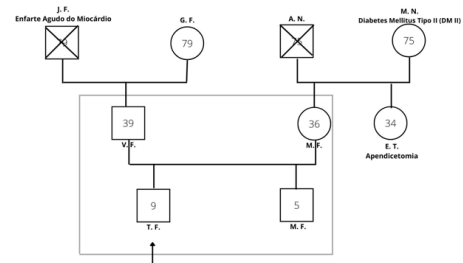 J. F.
Enfarte Agudo do Miocárdio
G. F.
A. N.
M. N.
Diabetes Mellitus Tipo II (DM II)
79
75
39
V. F.
36
M. F.
34
E. T.
Apendicetomia
9
T. F.
5
M. F.